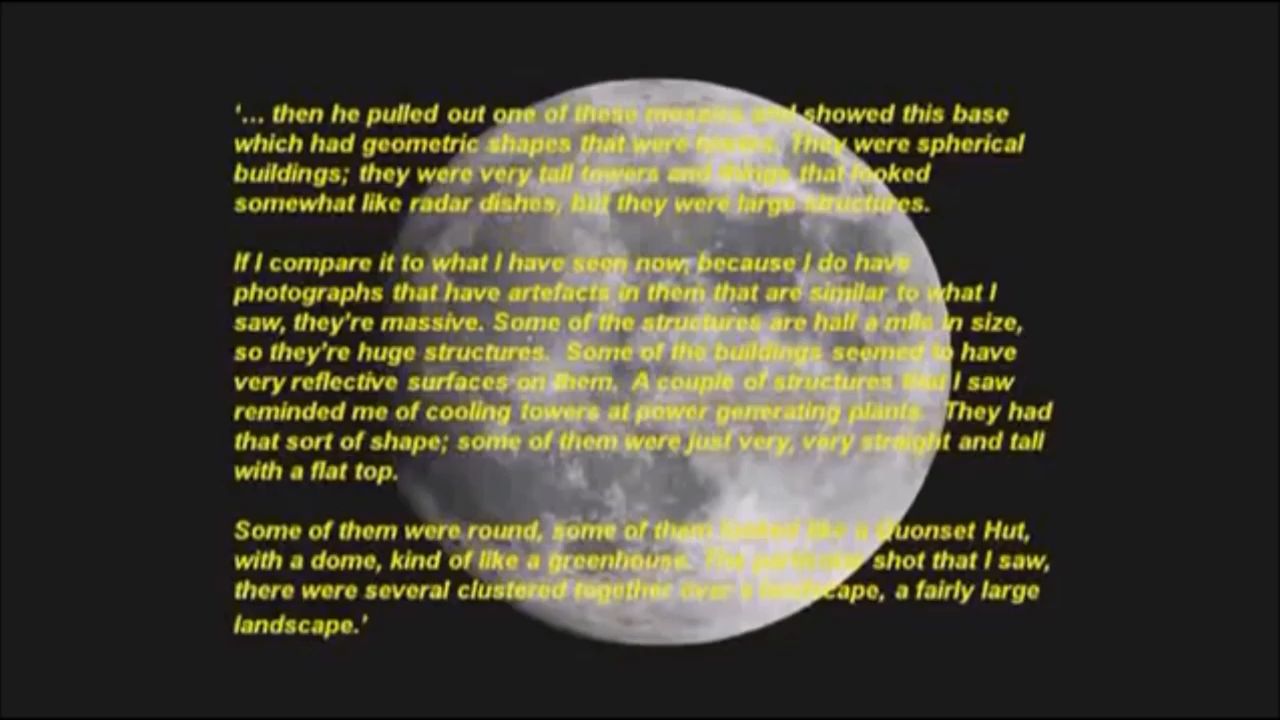 '... then he pulled out one of these mosaics and showed this base
which had geometric shapes that were towers. They were spherical
buildings; they were very tall towers and things that looked
somewhat like radar dishes, but they were large structures.
If I compare it to what I have seen now, because I do have
photographs that have artefacts in them that are similar to what I
saw, they're massive. Some of the structures are half a mile in size,
so they're huge structures. Some of the buildings seemed to have
very reflective surfaces on them. A couple of structures that I saw
reminded me of cooling towers at power generating plants. They had
that sort of shape; some of them were just very, very straight and tall
with a flat top.
Some of them were round, some of them looked like a Quonset Hut,
with a dome, kind of like a greenhouse. The particular shot that I saw,
there were several clustered together over a landscape, a fairly large
landscape.'